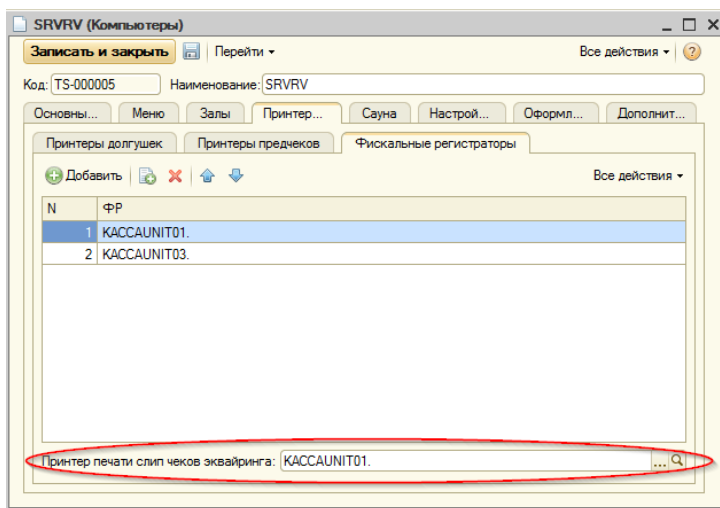 SRVRV (Компьютеры)
Записать и закрыть Перейти Все действия ?
Код: TS-000005 Наименование: SRVRV
Основны... Меню Залы Принтер... Сауна Настрой... Оформл... Дополнит...
Принтеры долгушек Принтеры предчеков Фискальные регистраторы
Добавить Все действия
N ФР
1 KACCAUNIT01.
2 KACCAUNIT03.
Принтер печати слип чеков эквайринга: KACCAUNIT01. ...